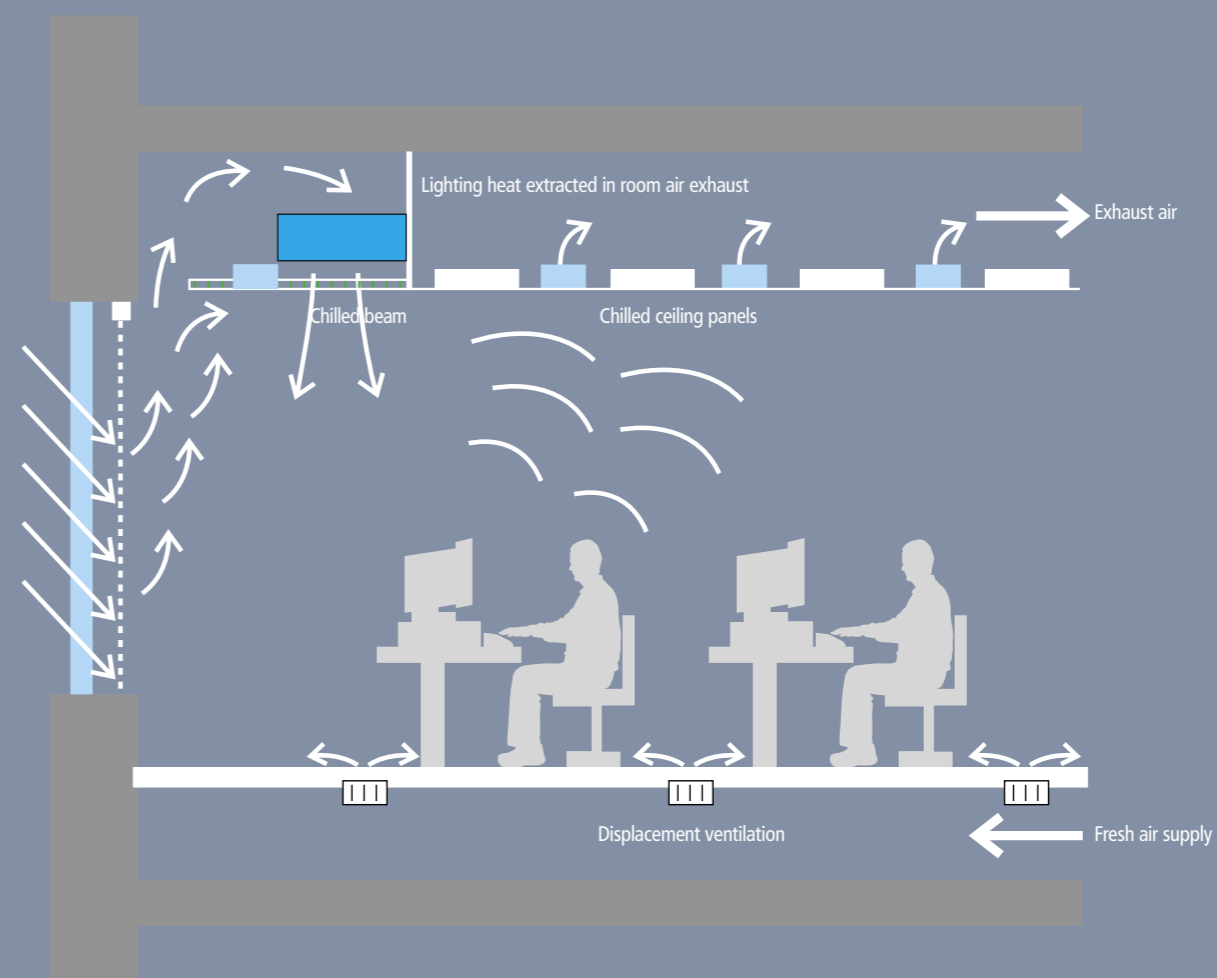 Lighting heat extracted in room air exhaust
Exhaust air
Chilled beam
Chilled ceiling panels
Displacement ventilation
Fresh air supply